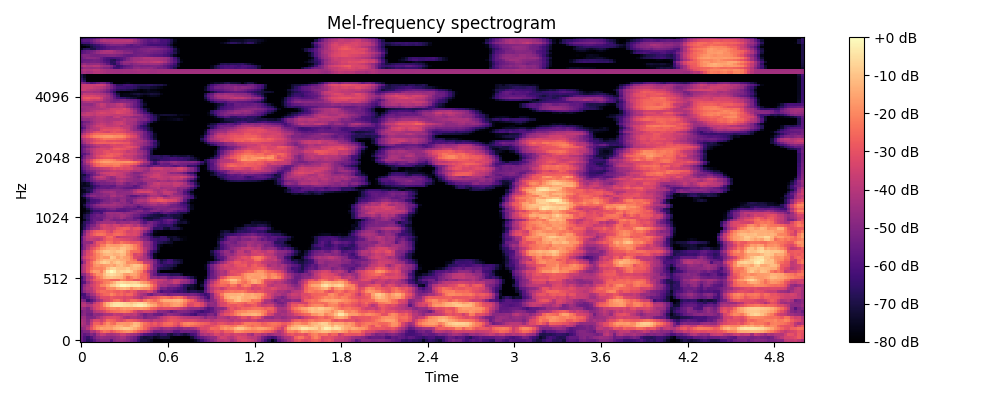 Mel-frequency spectrogram
Hz
4096
2048
1024
512
0
0 0.6 1.2 1.8 2.4 3 3.6 4.2 4.8
Time
+0 dB
-10 dB
-20 dB
-30 dB
-40 dB
-50 dB
-60 dB
-70 dB
-80 dB